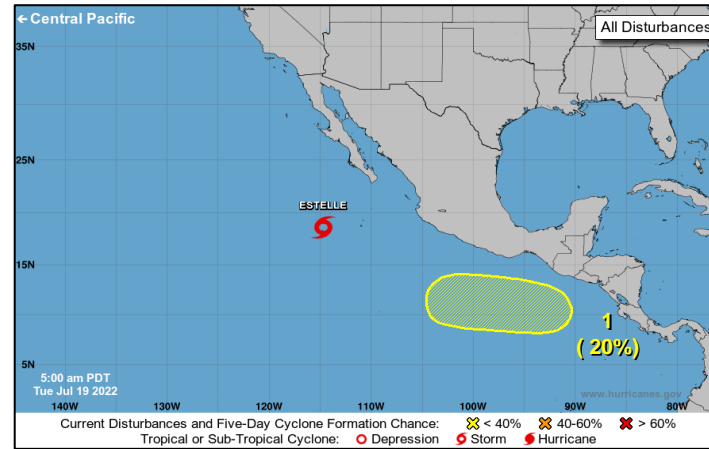 ← Central Pacific
All Disturbances
35N
25N
ESTELLE
15N
1
( 20%)
5N
5:00 am PDT
Tue Jul 19 2022
www.hurricanes.gov
140W 130W 120W 110W 100W 90W 80W
Current Disturbances and Five-Day Cyclone Formation Chance: < 40% 40-60% > 60%
Tropical or Sub-Tropical Cyclone: Depression Storm Hurricane